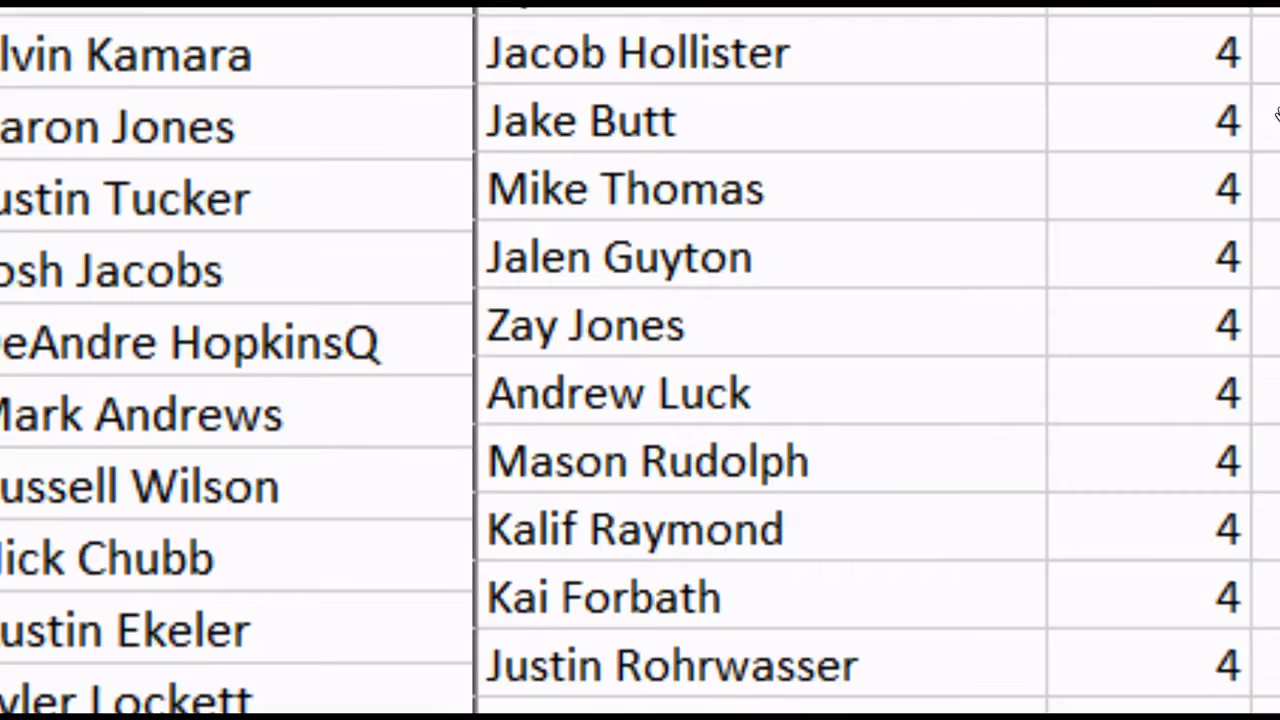 lvin Kamara
aron Jones
ustin Tucker
osh Jacobs
eAndre HopkinsQ
Mark Andrews
ussell Wilson
ick Chubb
ustin Ekeler
yler Lockett
Jacob Hollister 4
Jake Butt 4
Mike Thomas 4
Jalen Guyton 4
Zay Jones 4
Andrew Luck 4
Mason Rudolph 4
Kalif Raymond 4
Kai Forbath 4
Justin Rohrwasser 4